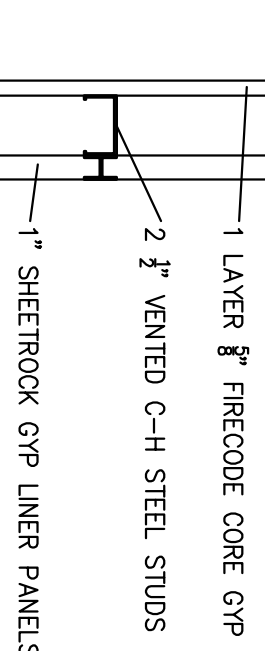 1 LAYER 5/8" FIRECODE CORE GYP
2 1/2" VENTED C-H STEEL STUDS
1" SHEETROCK GYP LINER PANELS